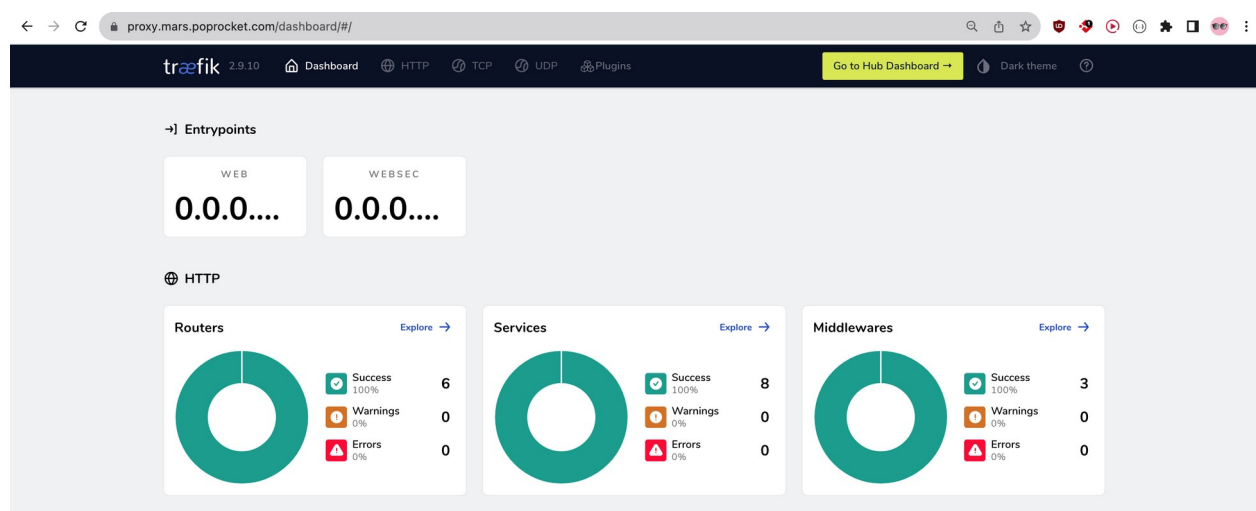 proxy.mars.poprocket.com/dashboard/#/
træfik 2.9.10 Dashboard HTTP TCP UDP Plugins Go to Hub Dashboard → Dark theme
Entrypoints
WEB WEBSEC
0.0.0.... 0.0.0....
HTTP
Routers Explore → Services Explore → Middlewares Explore →
Success 6 Success 8 Success 3
100% 100% 100%
Warnings 0 Warnings 0 Warnings 0
0% 0% 0%
Errors 0 Errors 0 Errors 0
0% 0% 0%